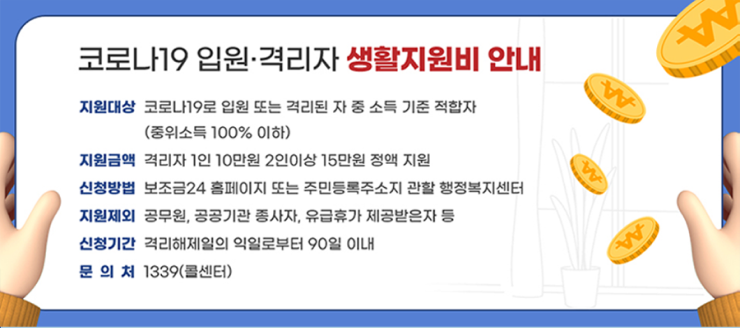 코로나19 입원·격리자 생활지원비 안내
지원대상 코로나19로 입원 또는 격리된 자 중 소득 기준 적합자
(중위소득 100% 이하)
지원금액 격리자 1인 10만원 2인이상 15만원 정액 지원
신청방법 보조금24 홈페이지 또는 주민등록주소지 관할 행정복지센터
지원제외 공무원, 공공기관 종사자, 유급휴가 제공받은자 등
신청기간 격리해제일의 익일로부터 90일 이내
문 의 처 1339(콜센터)